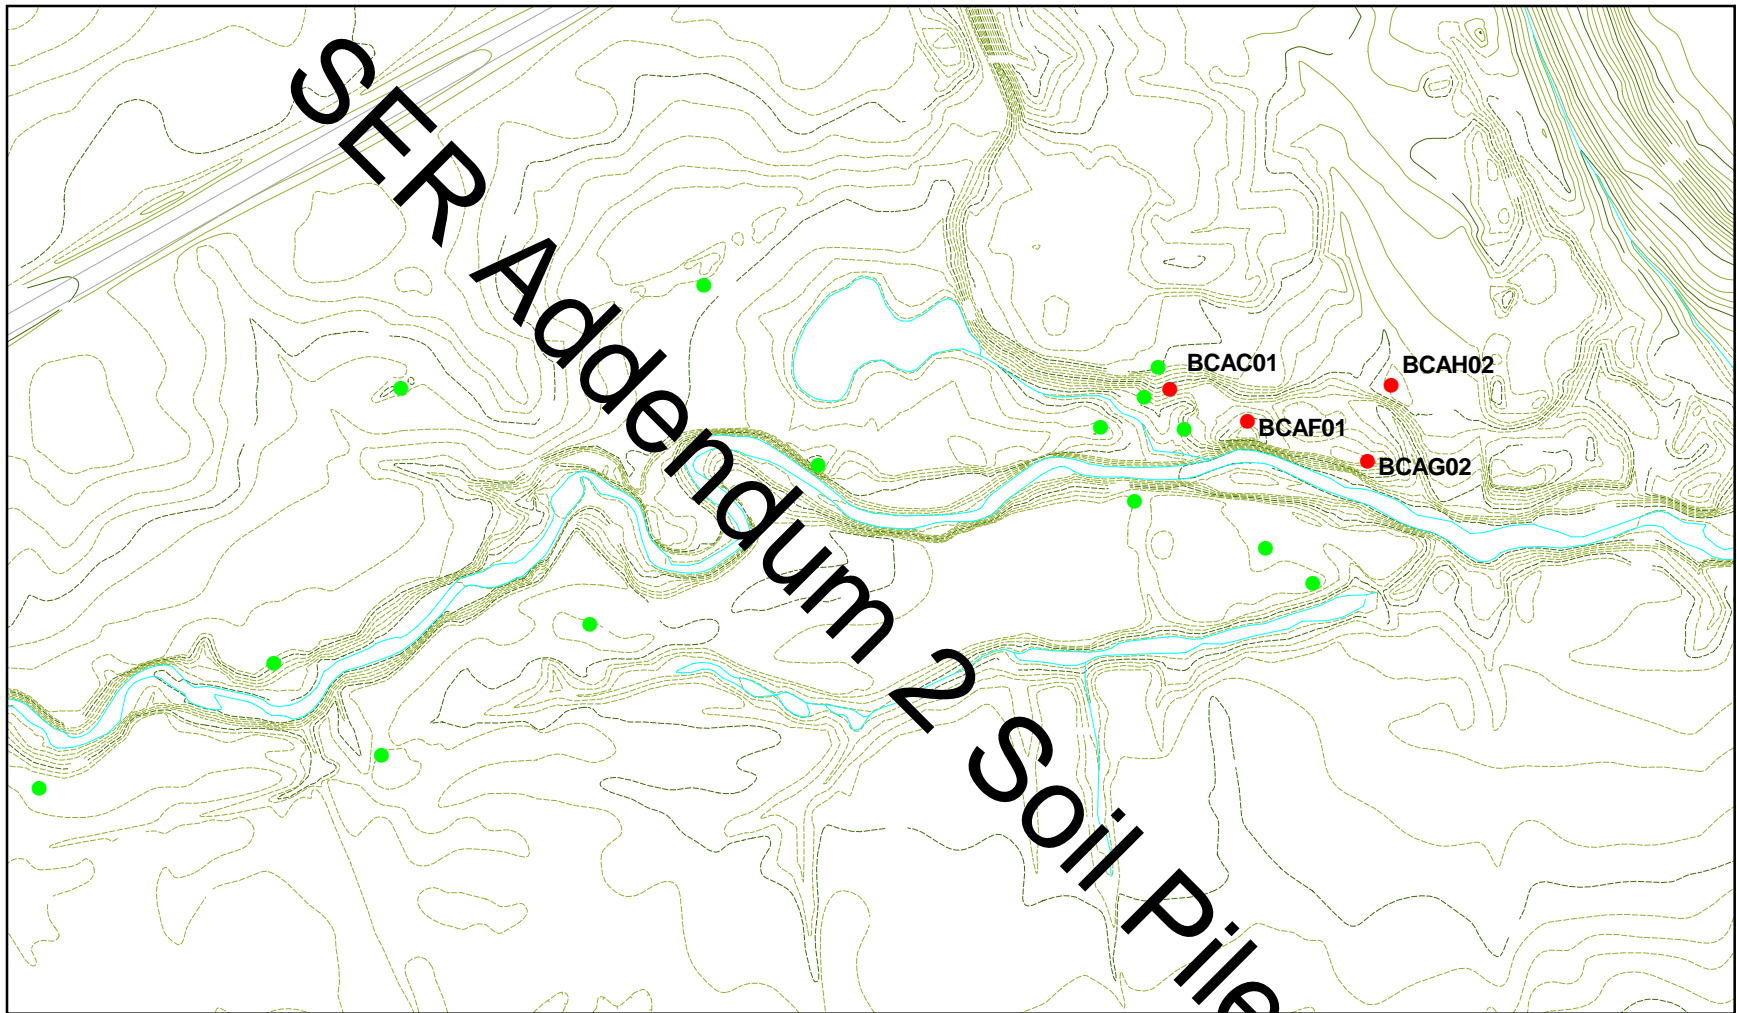 SER Addendum 2 Soil Pile
BCAC01
BCAH02
BCAF01
BCAG02